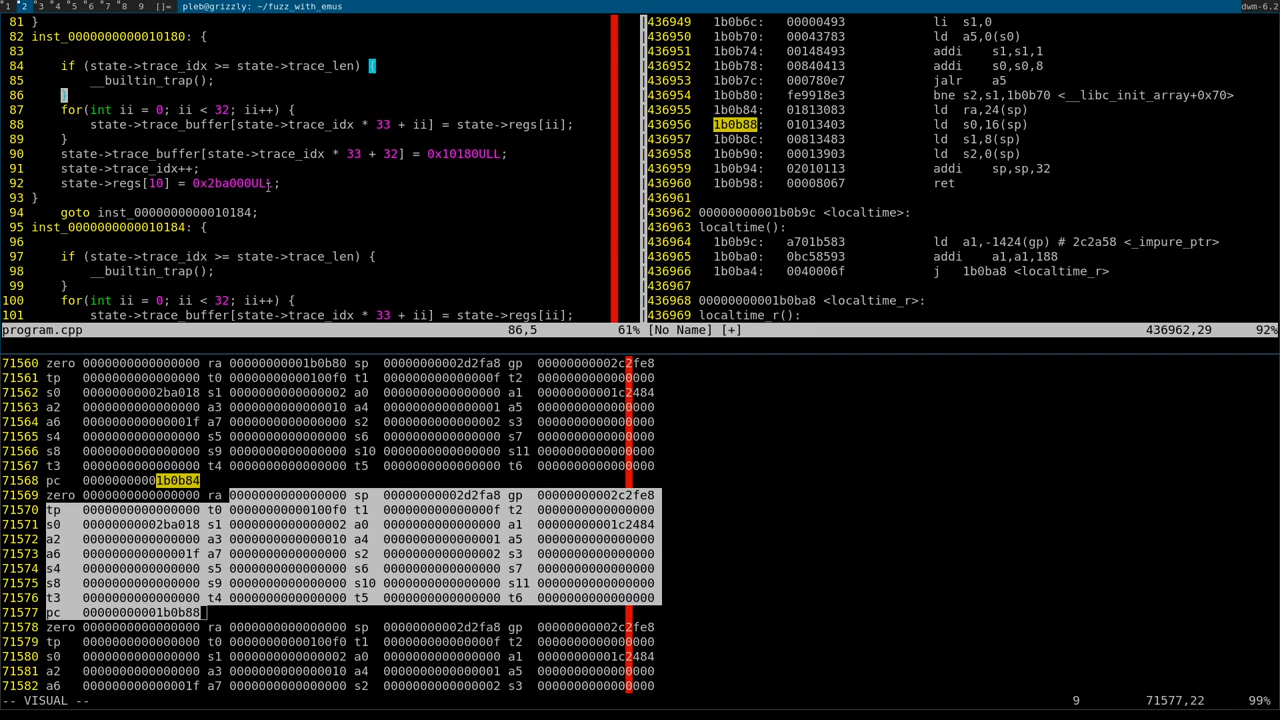 1 2 3 4 5 6 7 8 9 []= pleb@grizzly: ~/fuzz_with_emus dwm-6.2
81 }
82 inst_0000000000010180: {
83
84 if (state->trace_idx >= state->trace_len) {
85 __builtin_trap();
86 }
87 for(int ii = 0; ii < 32; ii++) {
88 state->trace_buffer[state->trace_idx * 33 + ii] = state->regs[ii];
89 }
90 state->trace_buffer[state->trace_idx * 33 + 32] = 0x10180ULL;
91 state->trace_idx++;
92 state->regs[10] = 0x2ba000ULL;
93 }
94 goto inst_0000000000010184;
95 inst_0000000000010184: {
96
97 if (state->trace_idx >= state->trace_len) {
98 __builtin_trap();
99 }
100 for(int ii = 0; ii < 32; ii++) {
101 state->trace_buffer[state->trace_idx * 33 + ii] = state->regs[ii];
program.cpp 86,5 61%
436949 1b0b6c: 00000493 li s1,0
436950 1b0b70: 00043783 ld a5,0(s0)
436951 1b0b74: 00148493 addi s1,s1,1
436952 1b0b78: 00840413 addi s0,s0,8
436953 1b0b7c: 000780e7 jalr a5
436954 1b0b80: fe9918e3 bne s2,s1,1b0b70 <__libc_init_array+0x70>
436955 1b0b84: 01813083 ld ra,24(sp)
436956 1b0b88: 01013403 ld s0,16(sp)
436957 1b0b8c: 00813483 ld s1,8(sp)
436958 1b0b90: 00013903 ld s2,0(sp)
436959 1b0b94: 02010113 addi sp,sp,32
436960 1b0b98: 00008067 ret
436961
436962 00000000001b0b9c <localtime>:
436963 localtime():
436964 1b0b9c: a701b583 ld a1,-1424(gp) # 2c2a58 <_impure_ptr>
436965 1b0ba0: 0bc58593 addi a1,a1,188
436966 1b0ba4: 0040006f j 1b0ba8 <localtime_r>
436967
436968 00000000001b0ba8 <localtime_r>:
436969 localtime_r():
[No Name] [+] 436962,29 92%
71560 zero 0000000000000000 ra 00000000001b0b80 sp 00000000002d2fa8 gp 00000000002c2fe8
71561 tp 0000000000000000 t0 00000000000100f0 t1 000000000000000f t2 0000000000000000
71562 s0 00000000002ba018 s1 0000000000000002 a0 0000000000000000 a1 00000000001c2484
71563 a2 0000000000000000 a3 0000000000000010 a4 0000000000000001 a5 0000000000000000
71564 a6 000000000000001f a7 0000000000000000 s2 0000000000000002 s3 0000000000000000
71565 s4 0000000000000000 s5 0000000000000000 s6 0000000000000000 s7 0000000000000000
71566 s8 0000000000000000 s9 0000000000000000 s10 0000000000000000 s11 0000000000000000
71567 t3 0000000000000000 t4 0000000000000000 t5 0000000000000000 t6 0000000000000000
71568 pc 00000000001b0b84
71569 zero 0000000000000000 ra 0000000000000000 sp 00000000002d2fa8 gp 00000000002c2fe8
71570 tp 0000000000000000 t0 00000000000100f0 t1 000000000000000f t2 0000000000000000
71571 s0 00000000002ba018 s1 0000000000000002 a0 0000000000000000 a1 00000000001c2484
71572 a2 0000000000000000 a3 0000000000000010 a4 0000000000000001 a5 0000000000000000
71573 a6 000000000000001f a7 0000000000000000 s2 0000000000000002 s3 0000000000000000
71574 s4 0000000000000000 s5 0000000000000000 s6 0000000000000000 s7 0000000000000000
71575 s8 0000000000000000 s9 0000000000000000 s10 0000000000000000 s11 0000000000000000
71576 t3 0000000000000000 t4 0000000000000000 t5 0000000000000000 t6 0000000000000000
71577 pc 00000000001b0b88
71578 zero 0000000000000000 ra 0000000000000000 sp 00000000002d2fa8 gp 00000000002c2fe8
71579 tp 0000000000000000 t0 00000000000100f0 t1 000000000000000f t2 0000000000000000
71580 s0 0000000000000000 s1 0000000000000002 a0 0000000000000000 a1 00000000001c2484
71581 a2 0000000000000000 a3 0000000000000010 a4 0000000000000001 a5 0000000000000000
71582 a6 000000000000001f a7 0000000000000000 s2 0000000000000002 s3 0000000000000000
-- VISUAL -- 9 71577,22 99%